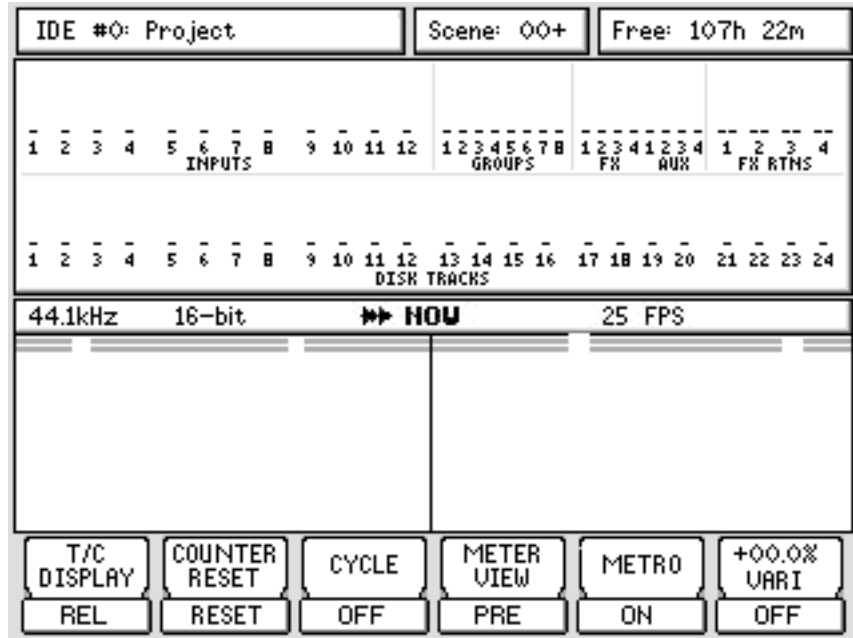 IDE #0: Project Scene: 00+ Free: 107h 22m
1 2 3 4 5 6 7 8 9 10 11 12 1 2 3 4 5 6 7 8 1 2 3 4 1 2 3 4 1 2 3 4
INPUTS GROUPS FX AUX FX RTNS
1 2 3 4 5 6 7 8 9 10 11 12 13 14 15 16 17 18 19 20 21 22 23 24
DISK TRACKS
44.1kHz 16-bit NOW 25 FPS
T/C DISPLAY COUNTER RESET CYCLE METER VIEW METRO +00.0% VARI
REL RESET OFF PRE ON OFF